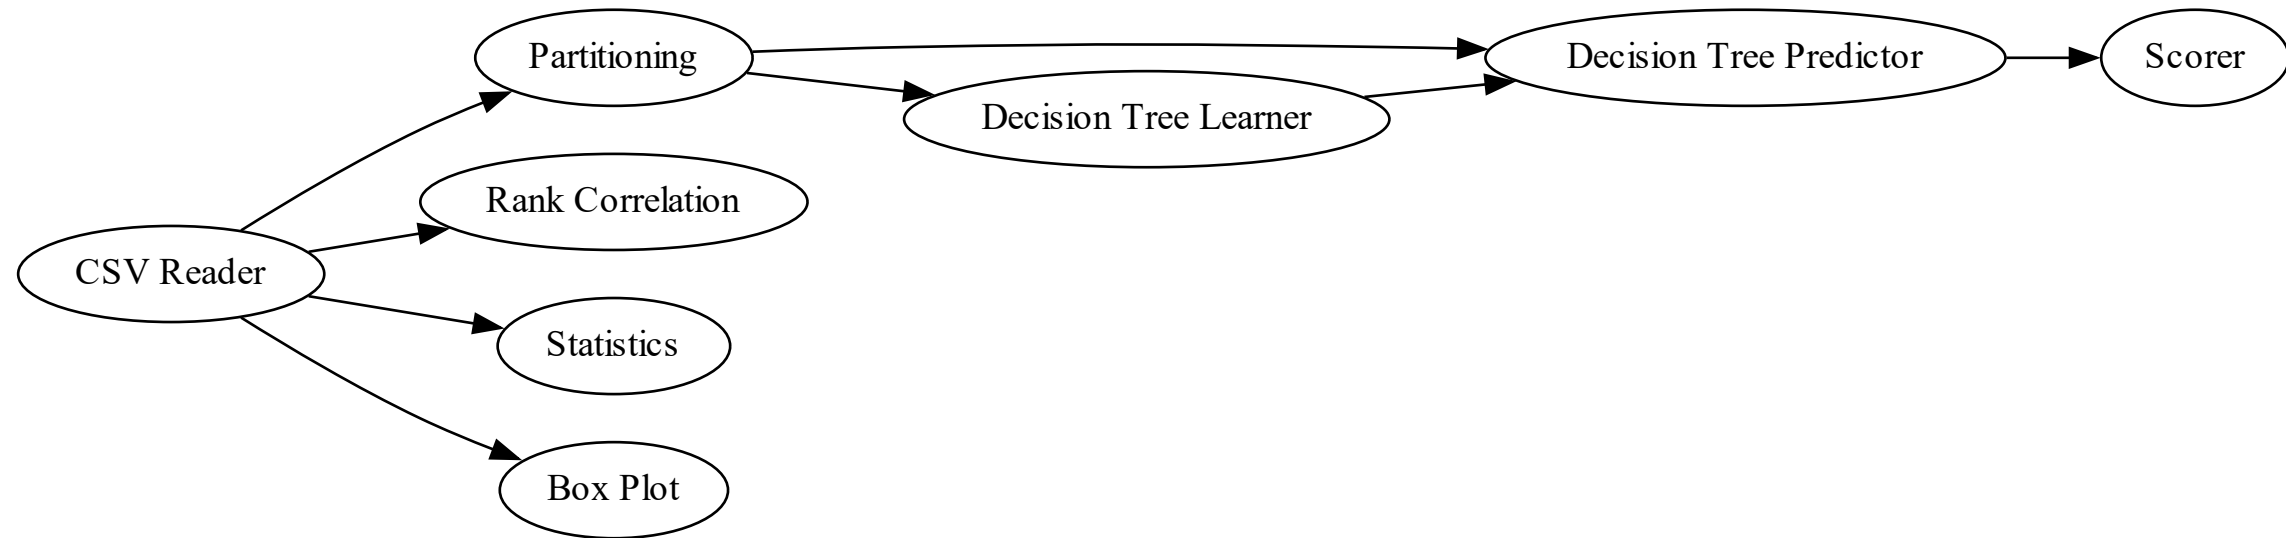 Partitioning
Decision Tree Predictor
Scorer
Decision Tree Learner
Rank Correlation
CSV Reader
Statistics
Box Plot